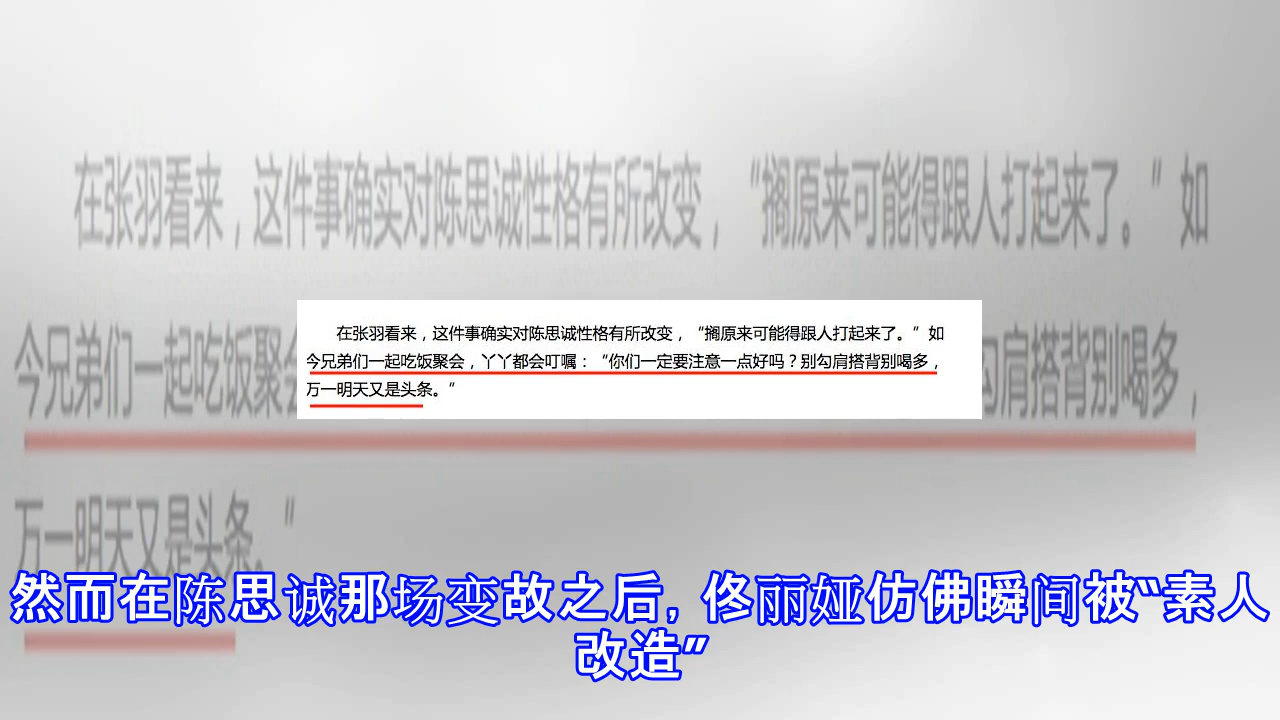 在张羽看来，这件事确实对陈思诚性格有所改变，“搁原来可能得跟人打起来了。”如
今兄弟们一起吃饭聚会
勾肩搭背别喝多，
万一明天又是头条。”
在张羽看来，这件事确实对陈思诚性格有所改变，“搁原来可能得跟人打起来了。”如
今兄弟们一起吃饭聚会，丫丫都会叮嘱：“你们一定要注意一点好吗？别勾肩搭背别喝多，
万一明天又是头条。”
然而在陈思诚那场变故之后，佟丽娅仿佛瞬间被“素人
改造”